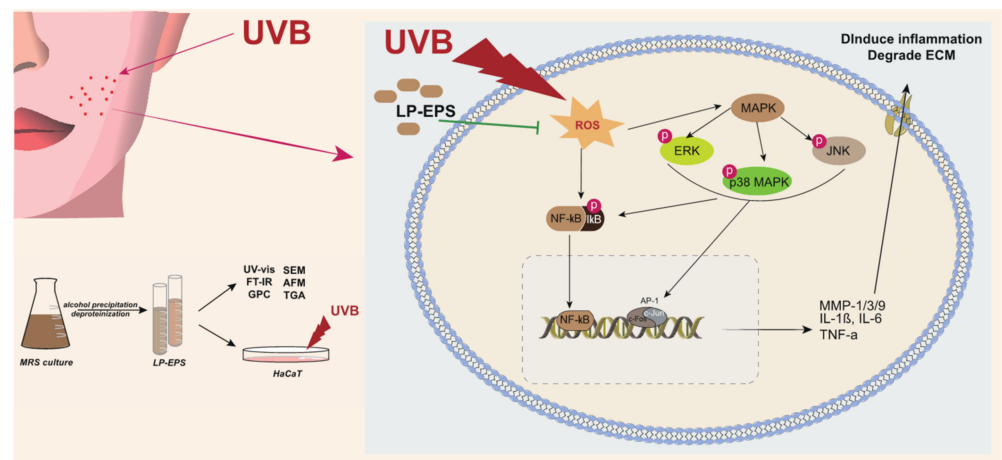 UVB
UVB
DInduce inflammation
Degrade ECM
LP-EPS
ROS
MAPK
p
ERK
p
JNK
p
p38 MAPK
p
NF-kB
IkB
AP-1
NF-kB
c-Fos
c-Jun
MMP-1/3/9
IL-1ß, IL-6
TNF-a
alcohol precipitation
deproteinization
MRS culture
LP-EPS
UV-vis SEM
FT-IR AFM
GPC TGA
UVB
HaCaT